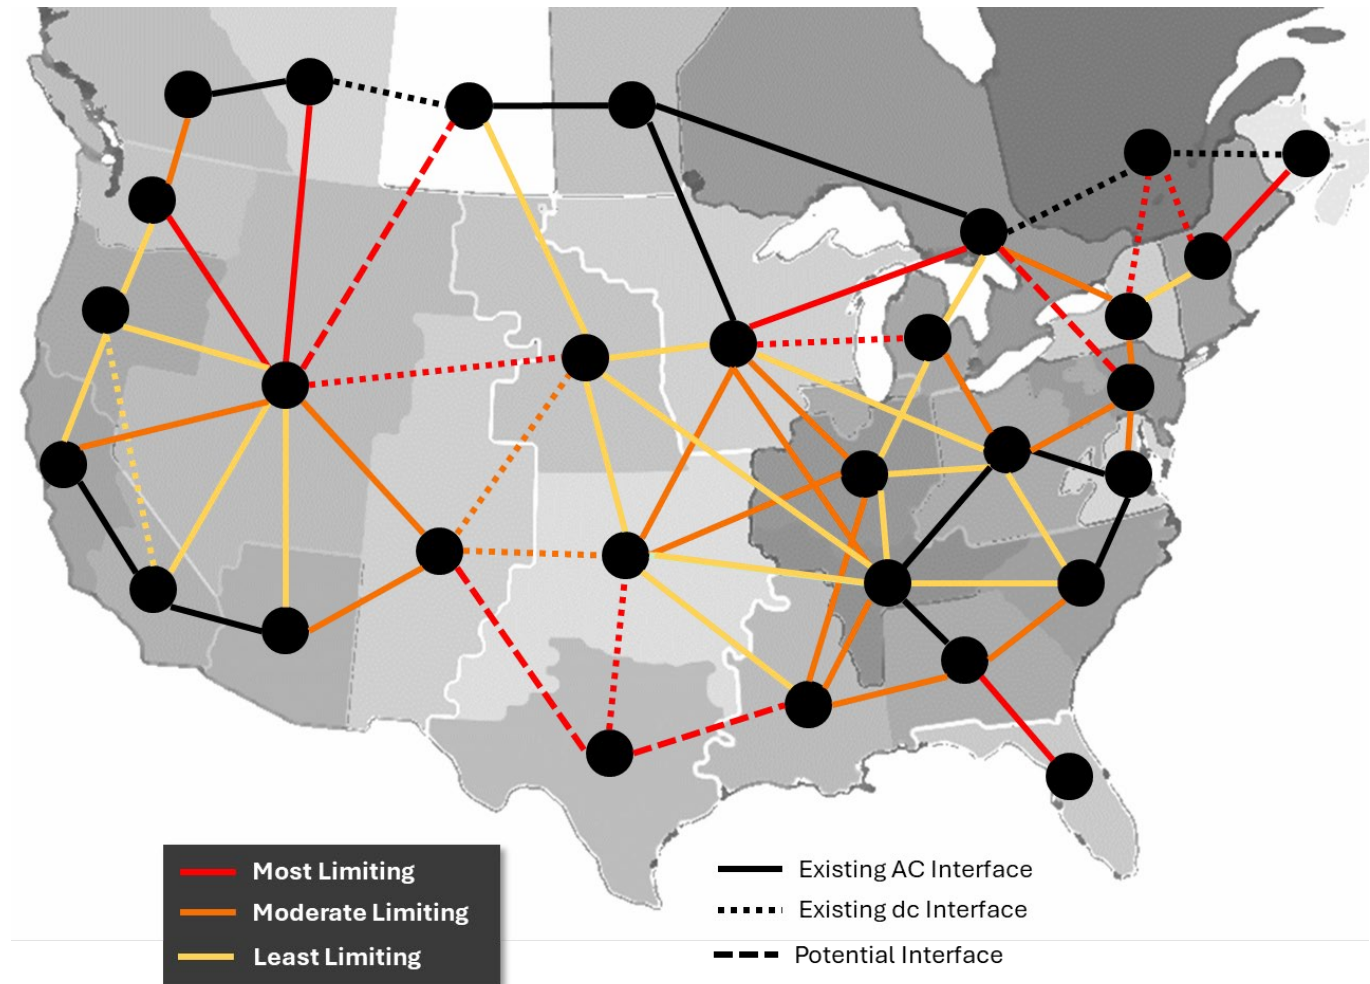 Most Limiting
Moderate Limiting
Least Limiting
Existing AC Interface
Existing dc Interface
Potential Interface